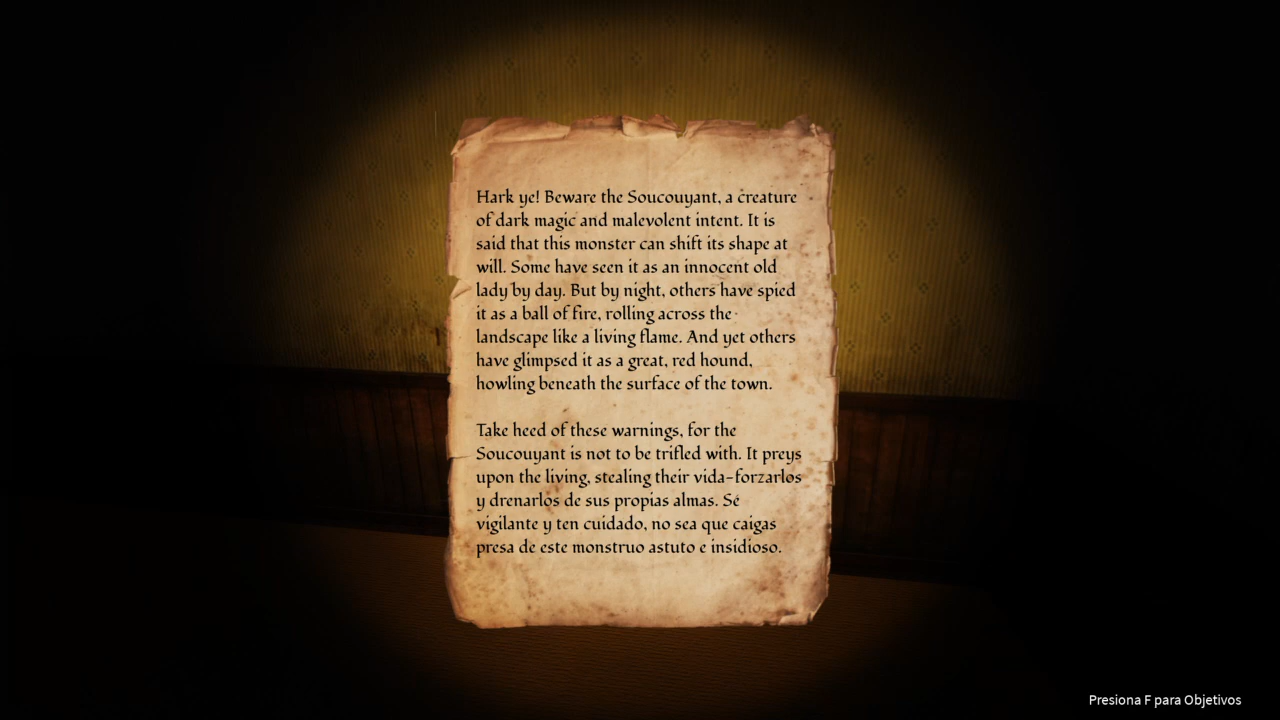 Hark ye! Beware the Soucouyant, a creature
of dark magic and malevolent intent. It is
said that this monster can shift its shape at
will. Some have seen it as an innocent old
lady by day. But by night, others have spied
it as a ball of fire, rolling across the
landscape like a living flame. And yet others
have glimpsed it as a great, red hound,
howling beneath the surface of the town.
Take heed of these warnings, for the
Soucouyant is not to be trifled with. It preys
upon the living, stealing their vida-forzarlos
y drenarlos de sus propias almas. Sé
vigilante y ten cuidado, no sea que caigas
presa de este monstruo astuto e insidioso.
Presiona F para Objetivos